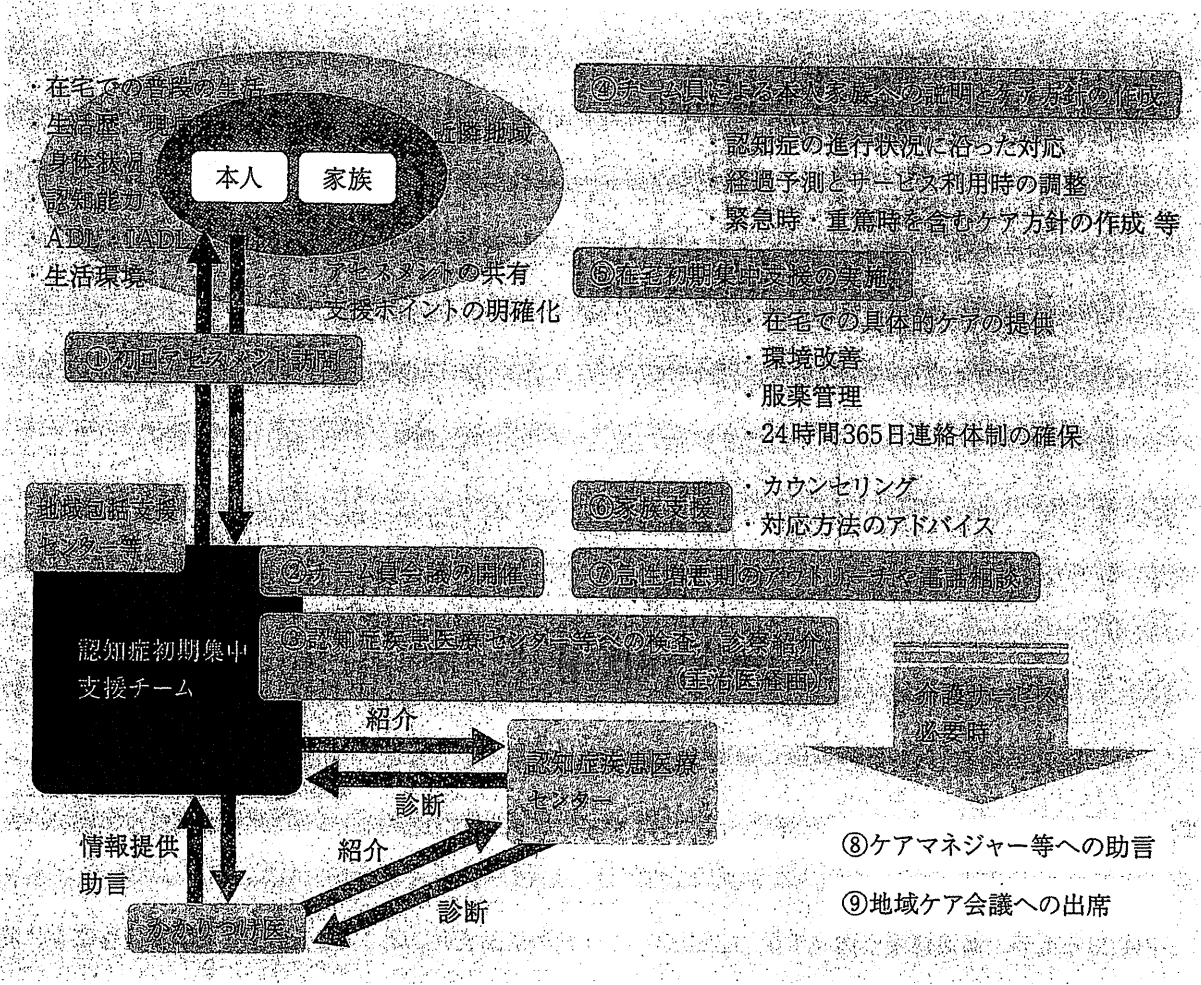 ・在宅での普段の生活
・生活歴・現
・身体状況
・認知能力
・ADL・IADL
・生活環境
近隣地域
本人
家族
・アセスメントの共有
・支援ポイントの明確化
①初回アセスメント訪問
地域包括支援
センター等
認知症初期集中
支援チーム
②チーム員会議の開催
③認知症疾患医療センター等への検査/診察紹介
(主治医経由)
紹介
診断
認知症疾患医療
センター
情報提供
助言
紹介
診断
かかりつけ医
④チーム員による本人家族への説明とケア方針の作成
・認知症の進行状況に沿った対応
・経過予測とサービス利用時の調整
・緊急時・重篤時を含むケア方針の作成 等
⑤在宅初期集中支援の実施
・在宅での具体的ケアの提供
・環境改善
・服薬管理
・24時間365日連絡体制の確保
⑥家族支援
・カウンセリング
・対応方法のアドバイス
⑦急性増悪期のアウトリーチや電話相談
介護サービス
必要時
⑧ケアマネジャー等への助言
⑨地域ケア会議への出席